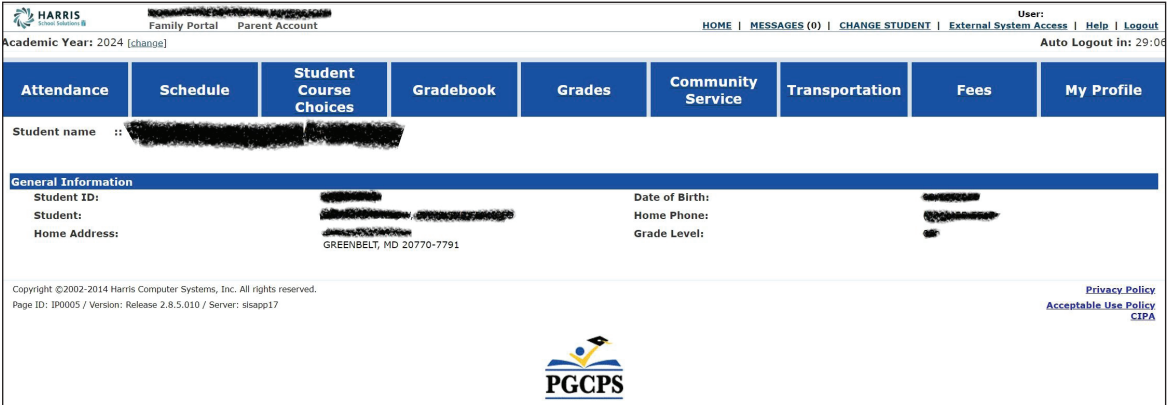 HARRIS
School Solutions
Family Portal Parent Account
User:
HOME | MESSAGES (0) | CHANGE STUDENT | External System Access | Help | Logout
Academic Year: 2024 [change]
Auto Logout in: 29:06
Attendance
Schedule
Student
Course
Choices
Gradebook
Grades
Community
Service
Transportation
Fees
My Profile
Student name ::
General Information
Student ID:
Date of Birth:
Student:
Home Phone:
Home Address:
Grade Level:
GREENBELT, MD 20770-7791
Copyright ©2002-2014 Harris Computer Systems, Inc. All rights reserved.
Privacy Policy
Page ID: IP0005 / Version: Release 2.8.5.010 / Server: sisapp17
Acceptable Use Policy
CIPA
PGCPS